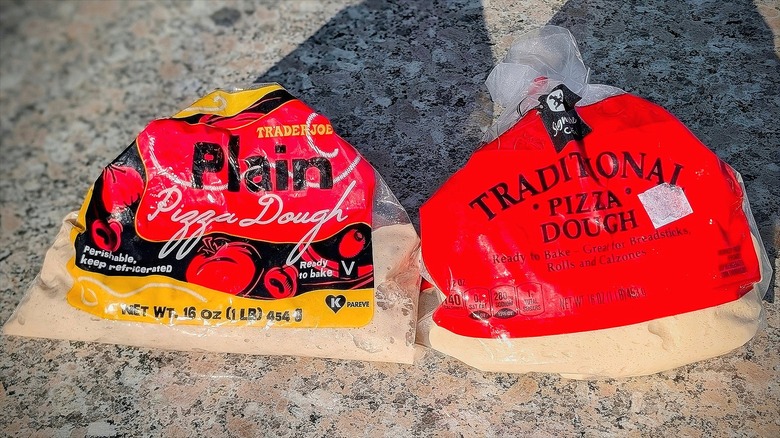 TRADER JOE
Plain
Pizza Dough
Perishable,
keep refrigerated
Ready
to bake
V
NET WT. 16 oz (1 LB) 454 g
K PAREVE
TRADITIONAL
• PIZZA •
DOUGH
Ready to Bake - Great for Breadsticks,
Rolls and Calzones